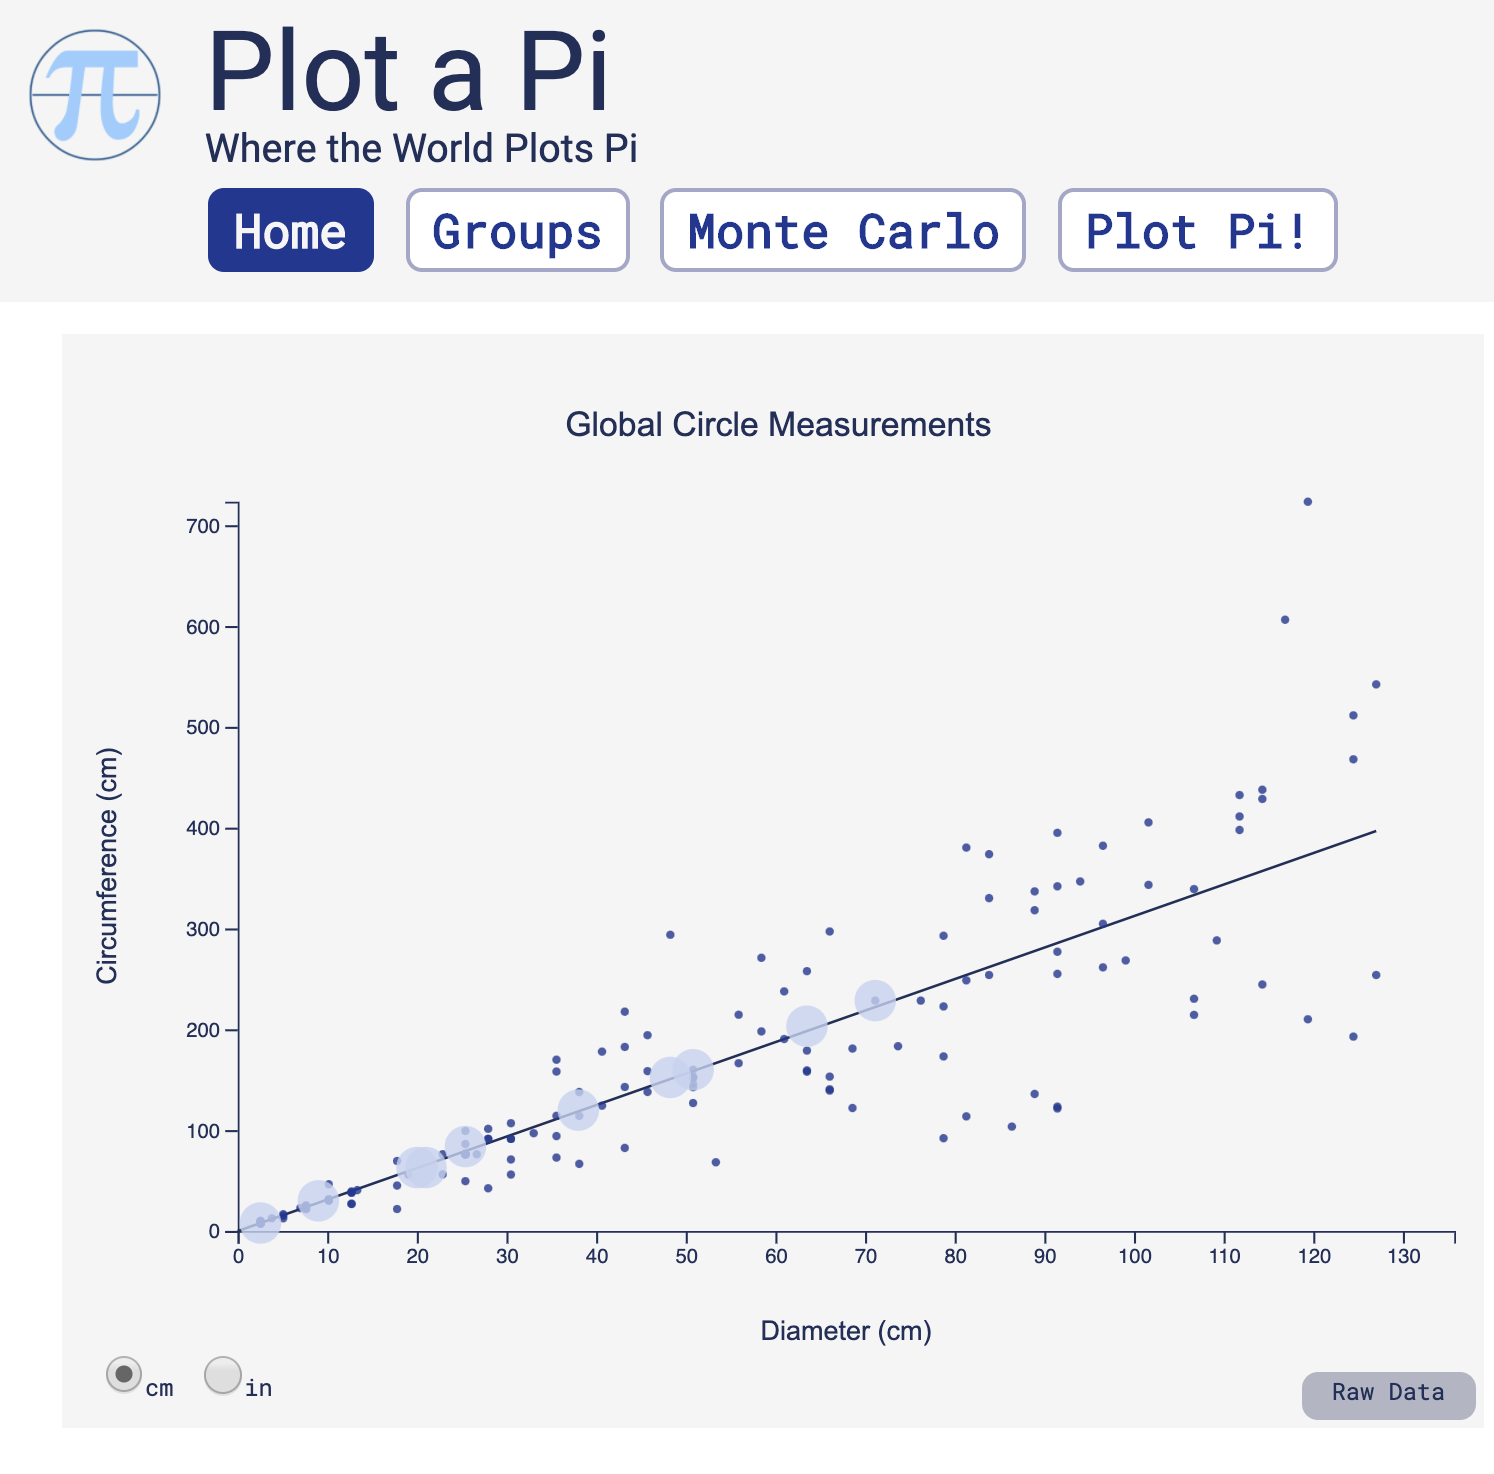 π
Plot a Pi
Where the World Plots Pi
Home Groups Monte Carlo Plot Pi!
Global Circle Measurements
700
600
500
400
300
200
100
0
Circumference (cm)
0 10 20 30 40 50 60 70 80 90 100 110 120 130
Diameter (cm)
cm in
Raw Data